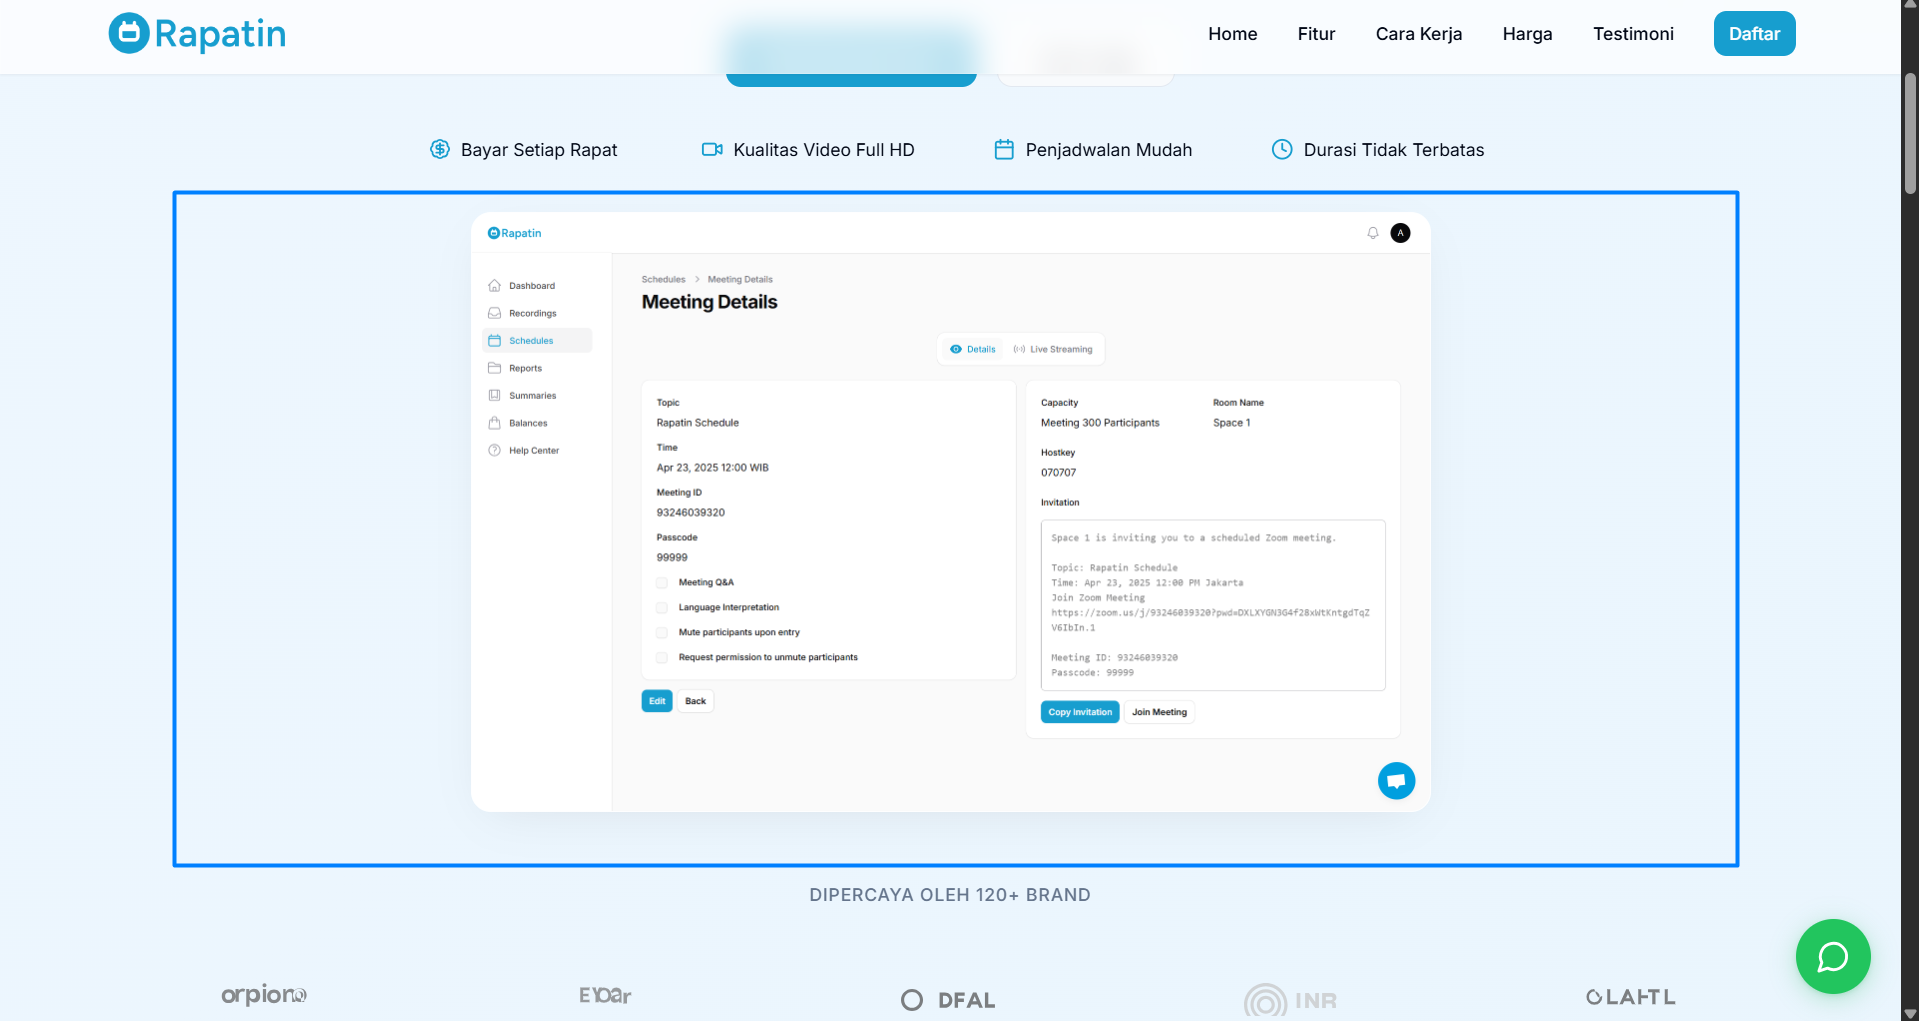 Rapatin
Home
Fitur
Cara Kerja
Harga
Testimoni
Daftar
Bayar Setiap Rapat
Kualitas Video Full HD
Penjadwalan Mudah
Durasi Tidak Terbatas
Rapatin
A
Dashboard
Recordings
Schedules
Reports
Summaries
Balances
Help Center
Schedules > Meeting Details
Meeting Details
Details
Live Streaming
Topic
Rapatin Schedule
Time
Apr 23, 2025 12:00 WIB
Meeting ID
93246039320
Passcode
99999
Meeting Q&A
Language Interpretation
Mute participants upon entry
Request permission to unmute participants
Edit
Back
Capacity
Meeting 300 Participants
Room Name
Space 1
Hostkey
070707
Invitation
Space 1 is inviting you to a scheduled Zoom meeting.
Topic: Rapatin Schedule
Time: Apr 23, 2025 12:00 PM Jakarta
Join Zoom Meeting
https://zoom.us/j/93246039320?pwd=DXLXYGN3G4f28xWtKntgdTqZ
V6IbIn.1
Meeting ID: 93246039320
Passcode: 99999
Copy Invitation
Join Meeting
DIPERCAYA OLEH 120+ BRAND
DFAL
INR